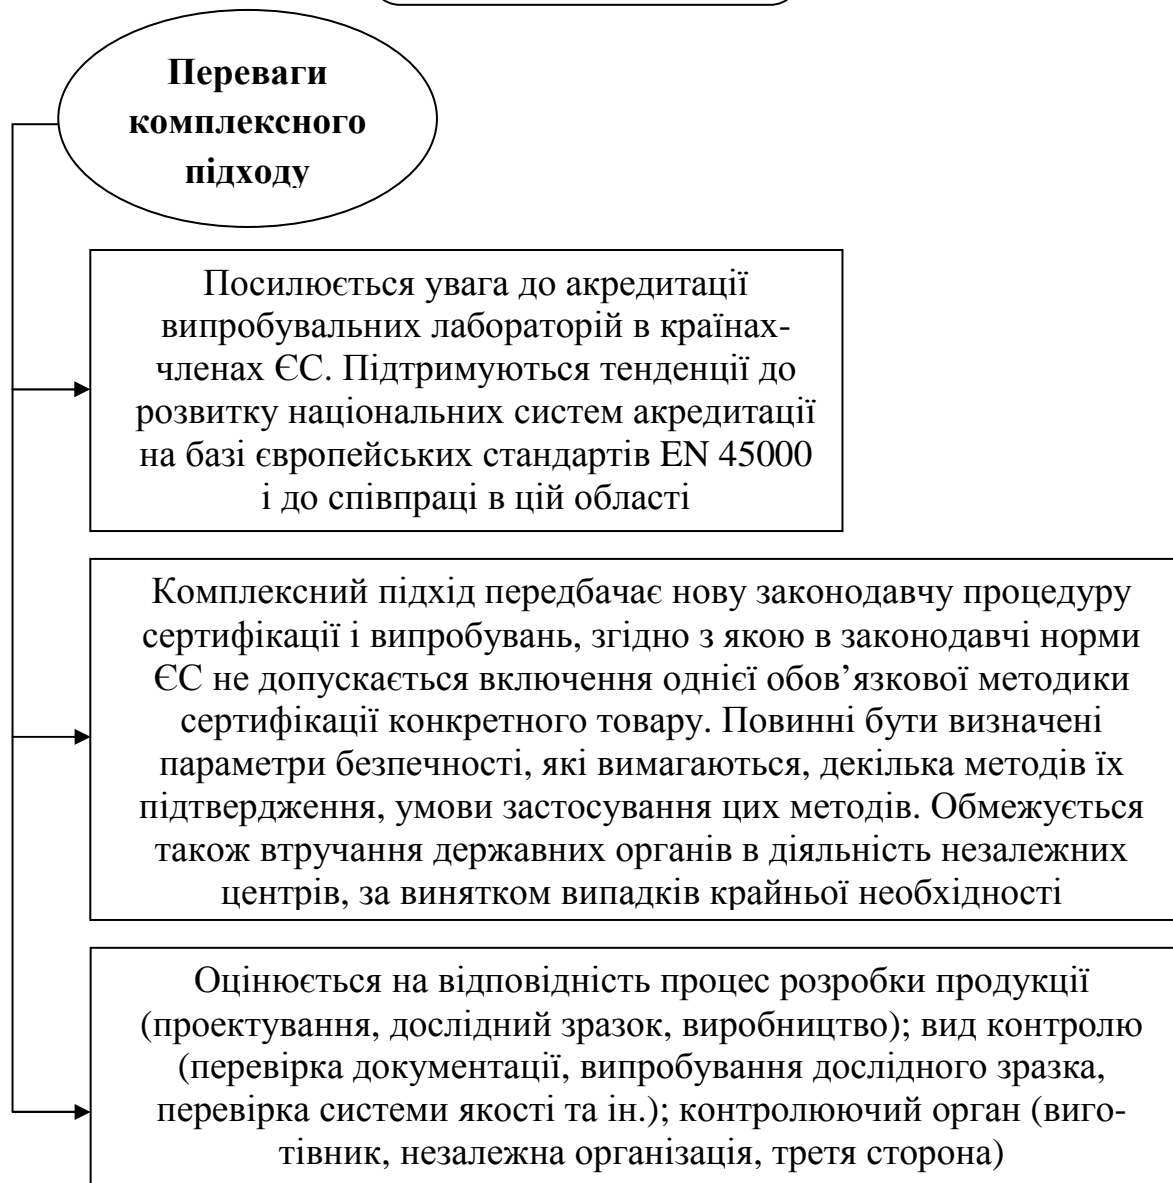 Переваги
комплексного
підходу
Посилюється увага до акредитації
випробувальних лабораторій в країнах-
членах ЄС. Підтримуються тенденції до
розвитку національних систем акредитації
на базі європейських стандартів EN 45000
і до співпраці в цій області
Комплексний підхід передбачає нову законодавчу процедуру
сертифікації і випробувань, згідно з якою в законодавчі норми
ЄС не допускається включення однієї обов’язкової методики
сертифікації конкретного товару. Повинні бути визначені
параметри безпечності, які вимагаються, декілька методів їх
підтвердження, умови застосування цих методів. Обмежується
також втручання державних органів в діяльність незалежних
центрів, за винятком випадків крайньої необхідності
Оцінюється на відповідність процес розробки продукції
(проектування, дослідний зразок, виробництво); вид контролю
(перевірка документації, випробування дослідного зразка,
перевірка системи якості та ін.); контролюючий орган (виго-
тівник, незалежна організація, третя сторона)